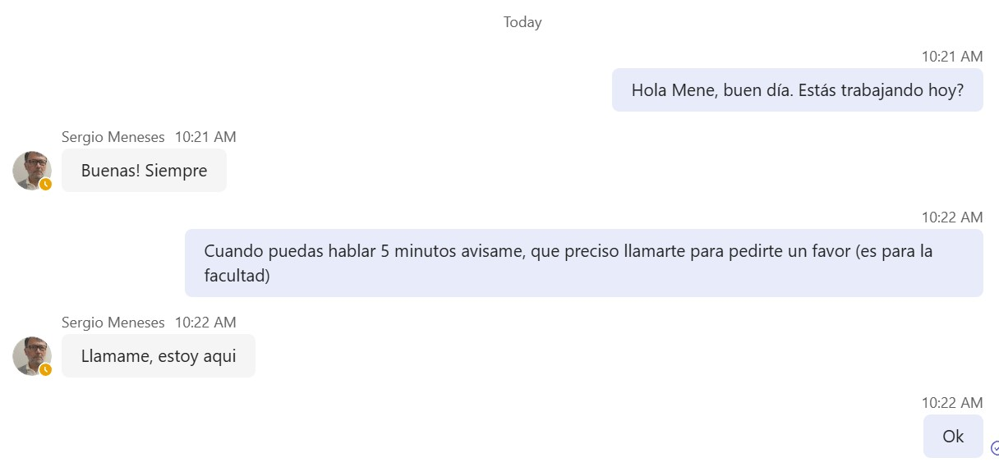 Today
10:21 AM
Hola Mene, buen día. Estás trabajando hoy?
Sergio Meneses 10:21 AM
Buenas! Siempre
10:22 AM
Cuando puedas hablar 5 minutos avisame, que preciso llamarte para pedirte un favor (es para la
facultad)
Sergio Meneses 10:22 AM
Llamame, estoy aqui
10:22 AM
Ok